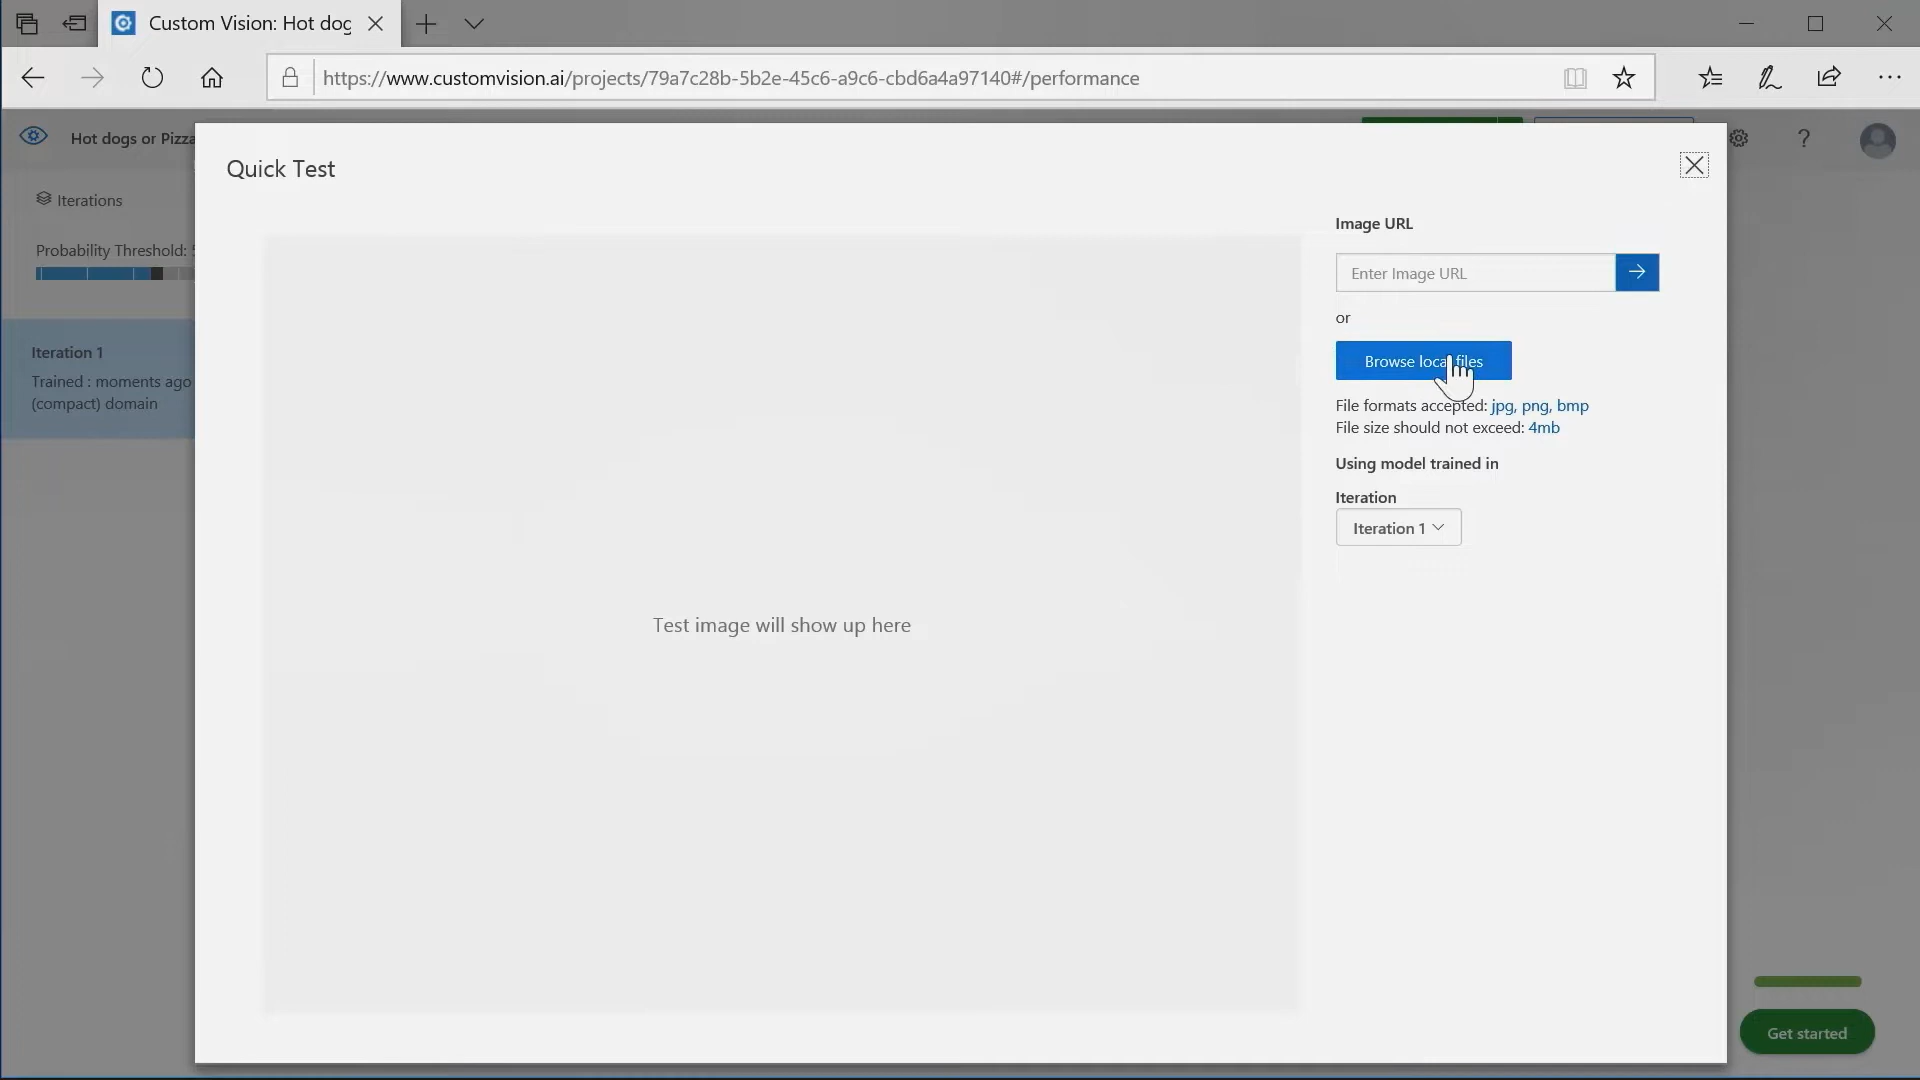 Custom Vision: Hot dog
https://www.customvision.ai/projects/79a7c28b-5b2e-45c6-a9c6-cbd6a4a97140#/performance
Hot dogs or Pizza
?
Quick Test
Iterations
Image URL
Probability Threshold:
Enter Image URL
or
Iteration 1
Browse local files
Trained : moments ago
(compact) domain
File formats accepted: jpg, png, bmp
File size should not exceed: 4mb
Using model trained in
Iteration
Iteration 1
Test image will show up here
Get started